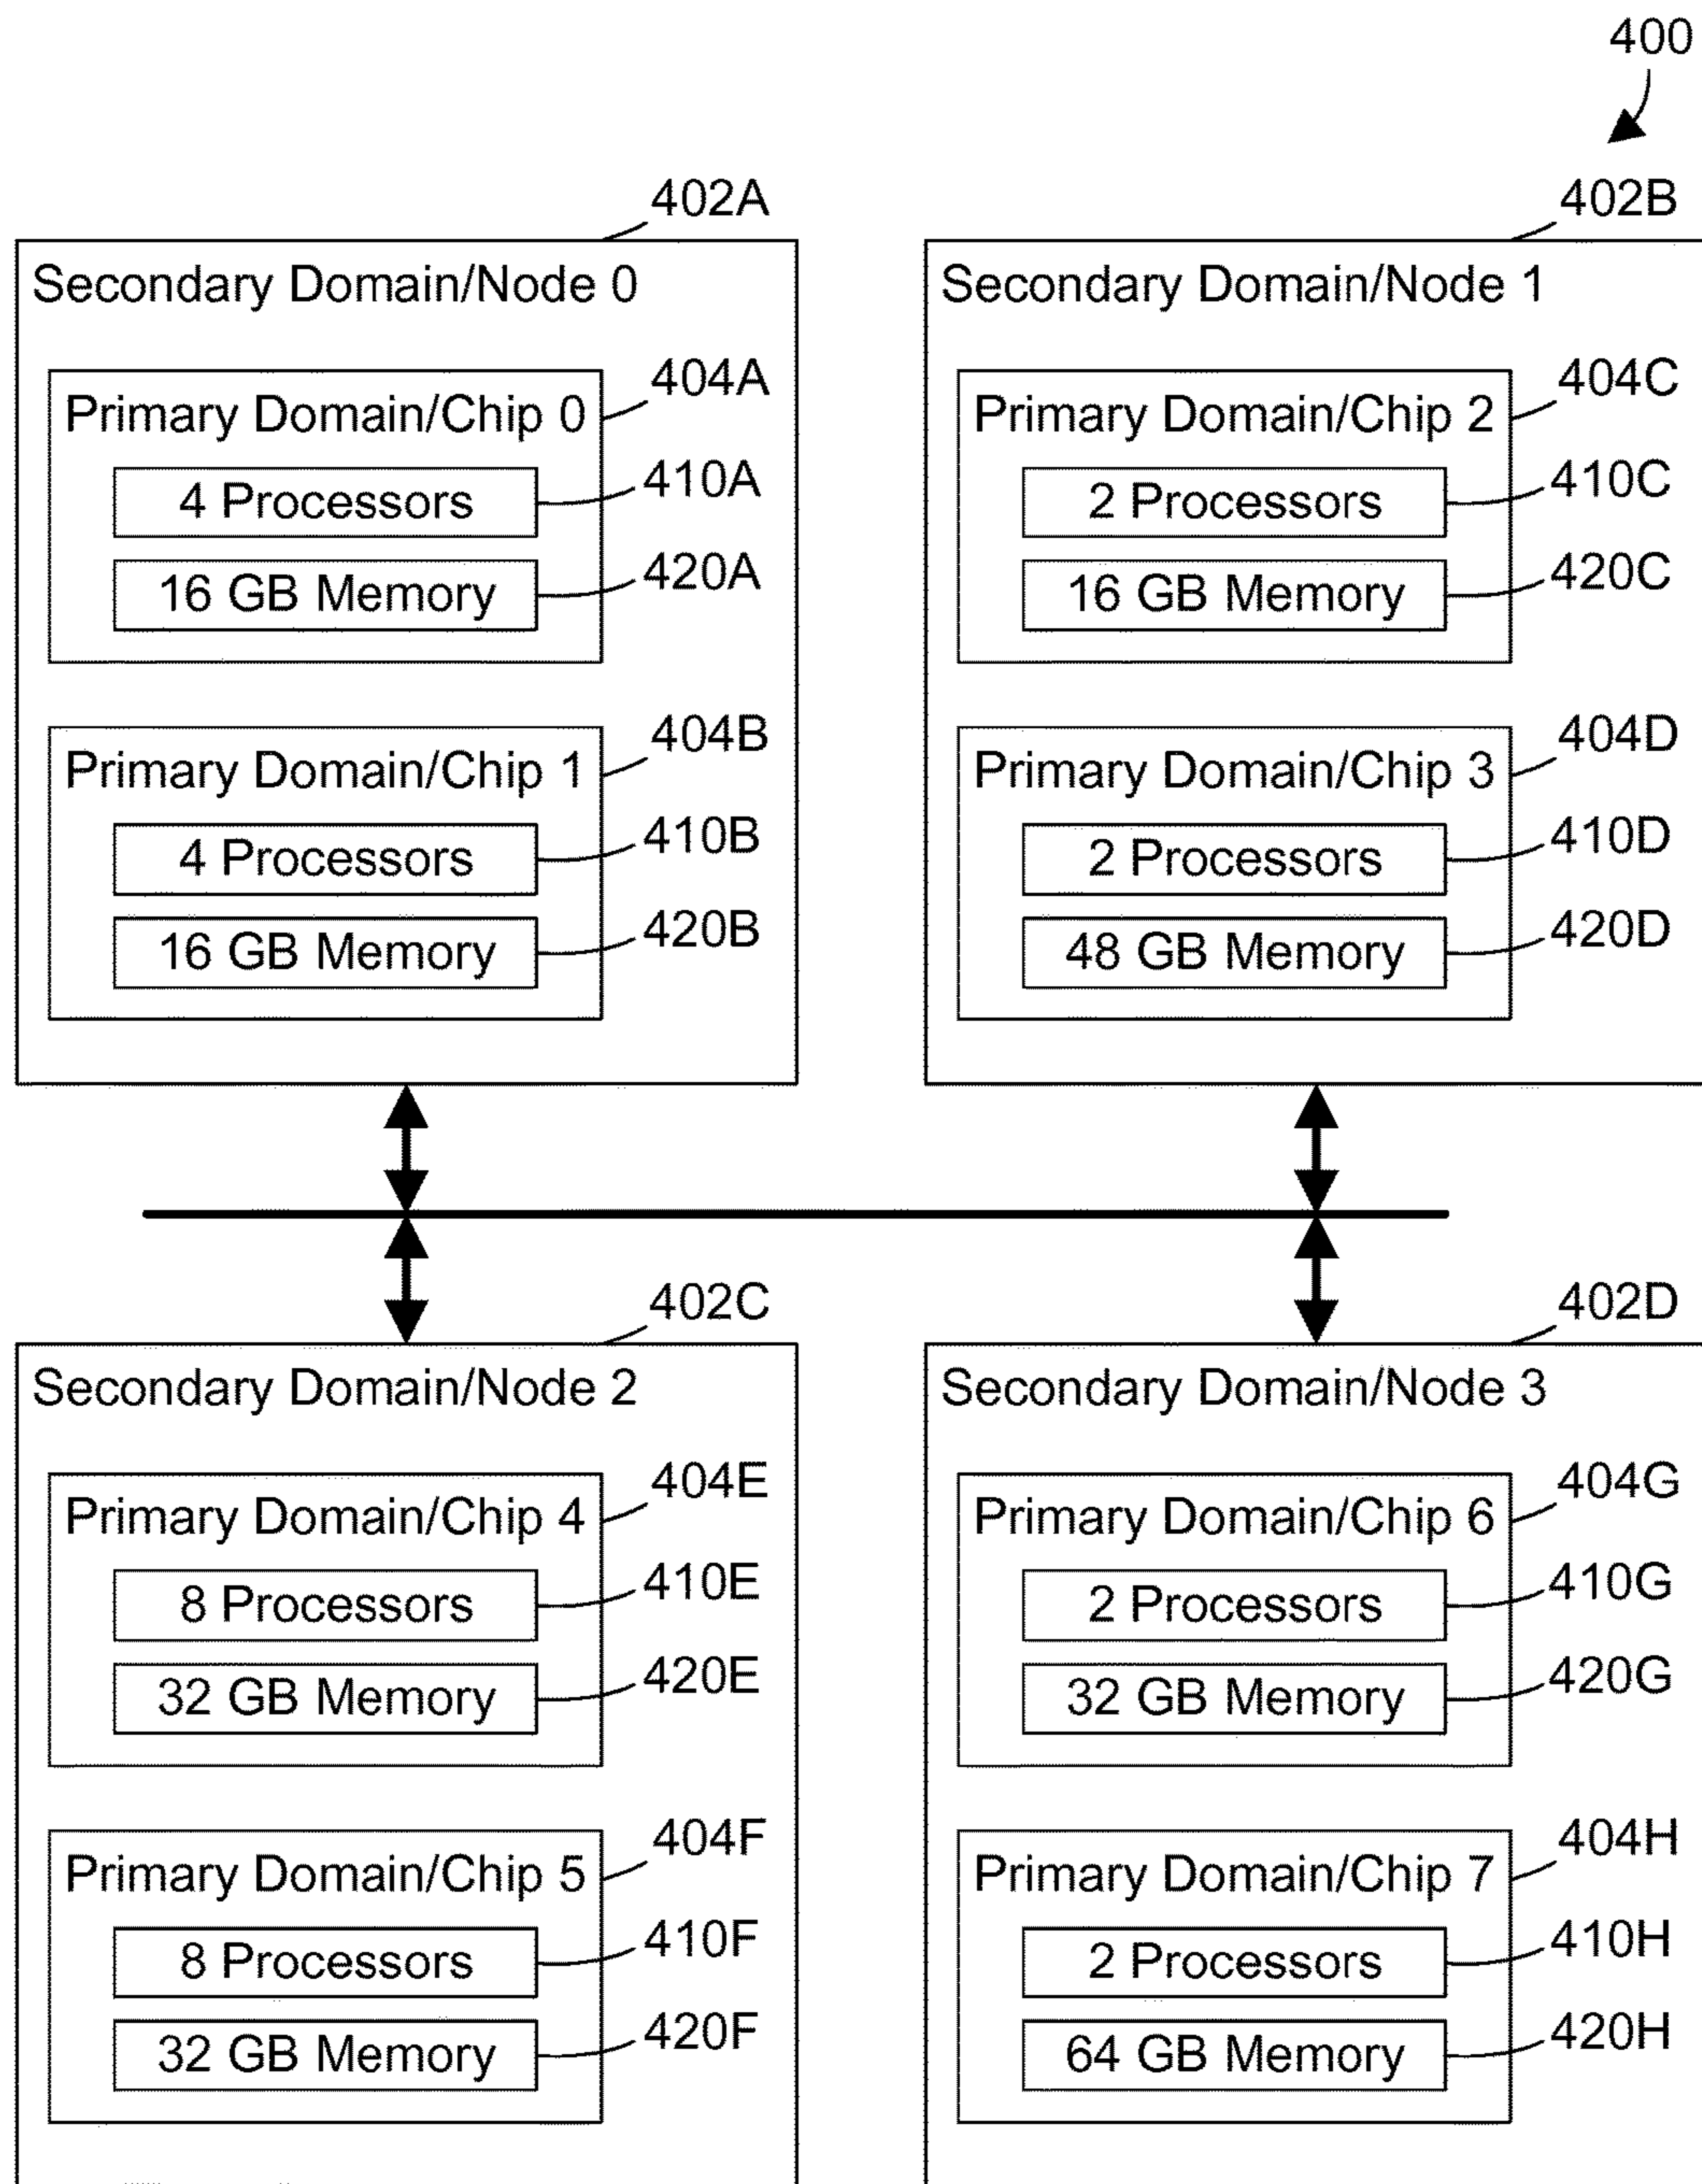 400
402A
Secondary Domain/Node 0
404A
Primary Domain/Chip 0
410A
4 Processors
420A
16 GB Memory
404B
Primary Domain/Chip 1
410B
4 Processors
420B
16 GB Memory
402B
Secondary Domain/Node 1
404C
Primary Domain/Chip 2
410C
2 Processors
420C
16 GB Memory
404D
Primary Domain/Chip 3
410D
2 Processors
420D
48 GB Memory
402C
Secondary Domain/Node 2
404E
Primary Domain/Chip 4
410E
8 Processors
420E
32 GB Memory
404F
Primary Domain/Chip 5
410F
8 Processors
420F
32 GB Memory
402D
Secondary Domain/Node 3
404G
Primary Domain/Chip 6
410G
2 Processors
420G
32 GB Memory
404H
Primary Domain/Chip 7
410H
2 Processors
420H
64 GB Memory